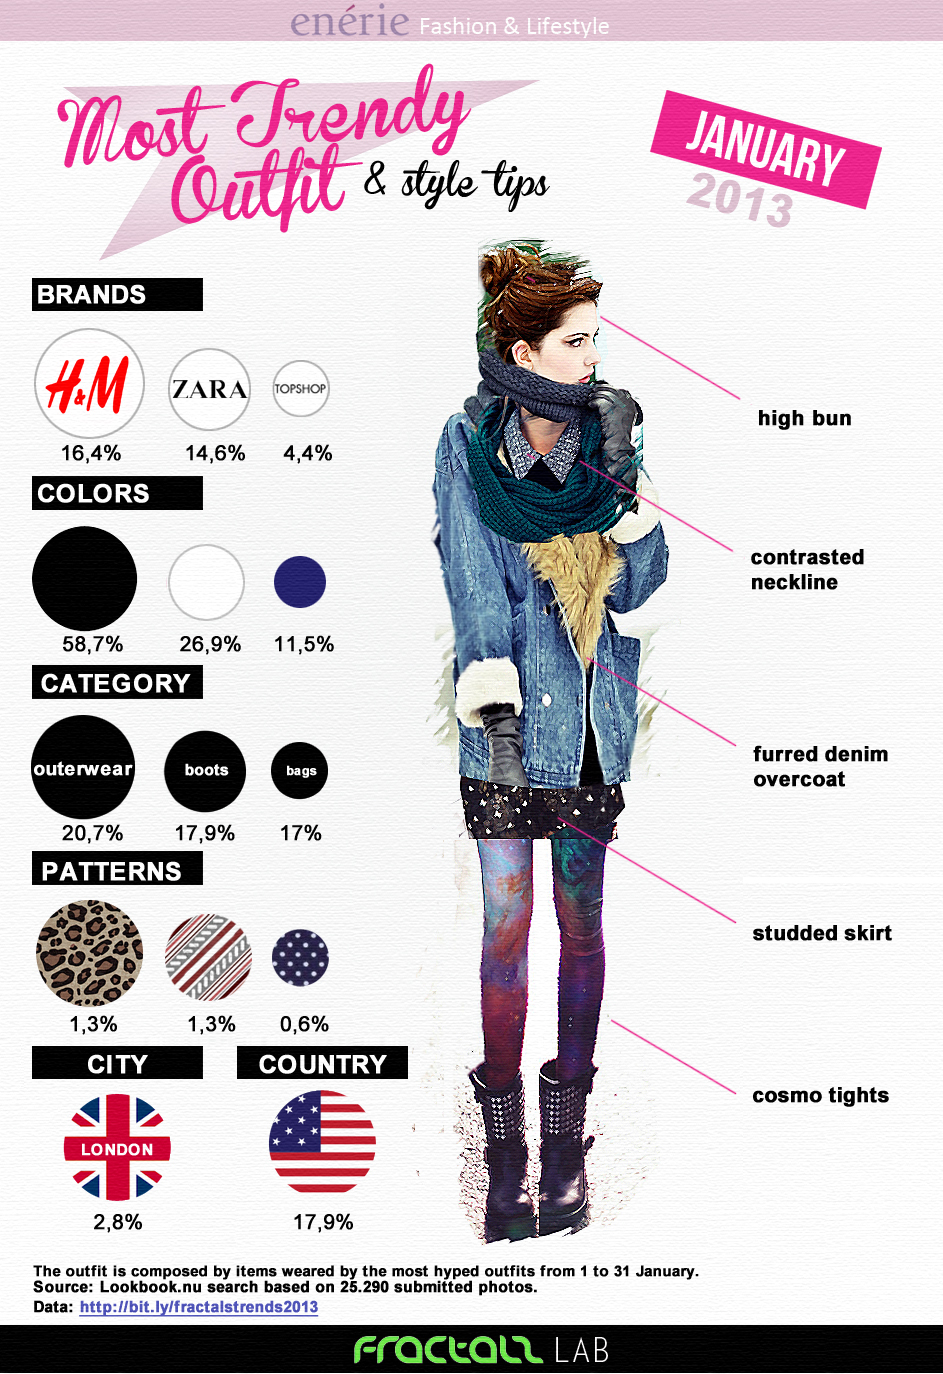 enérie Fashion & Lifestyle
Most Trendy
Outfit & style tips
JANUARY
2013
BRANDS
H&M
ZARA
TOPSHOP
16,4%
14,6%
4,4%
COLORS
58,7%
26,9%
11,5%
CATEGORY
outerwear
boots
bags
20,7%
17,9%
17%
PATTERNS
1,3%
1,3%
0,6%
CITY
COUNTRY
LONDON
2,8%
17,9%
high bun
contrasted
neckline
furred denim
overcoat
studded skirt
cosmo tights
The outfit is composed by items weared by the most hyped outfits from 1 to 31 January.
Source: Lookbook.nu search based on 25.290 submitted photos.
Data: http://bit.ly/fractalstrends2013
Fractalz LAB